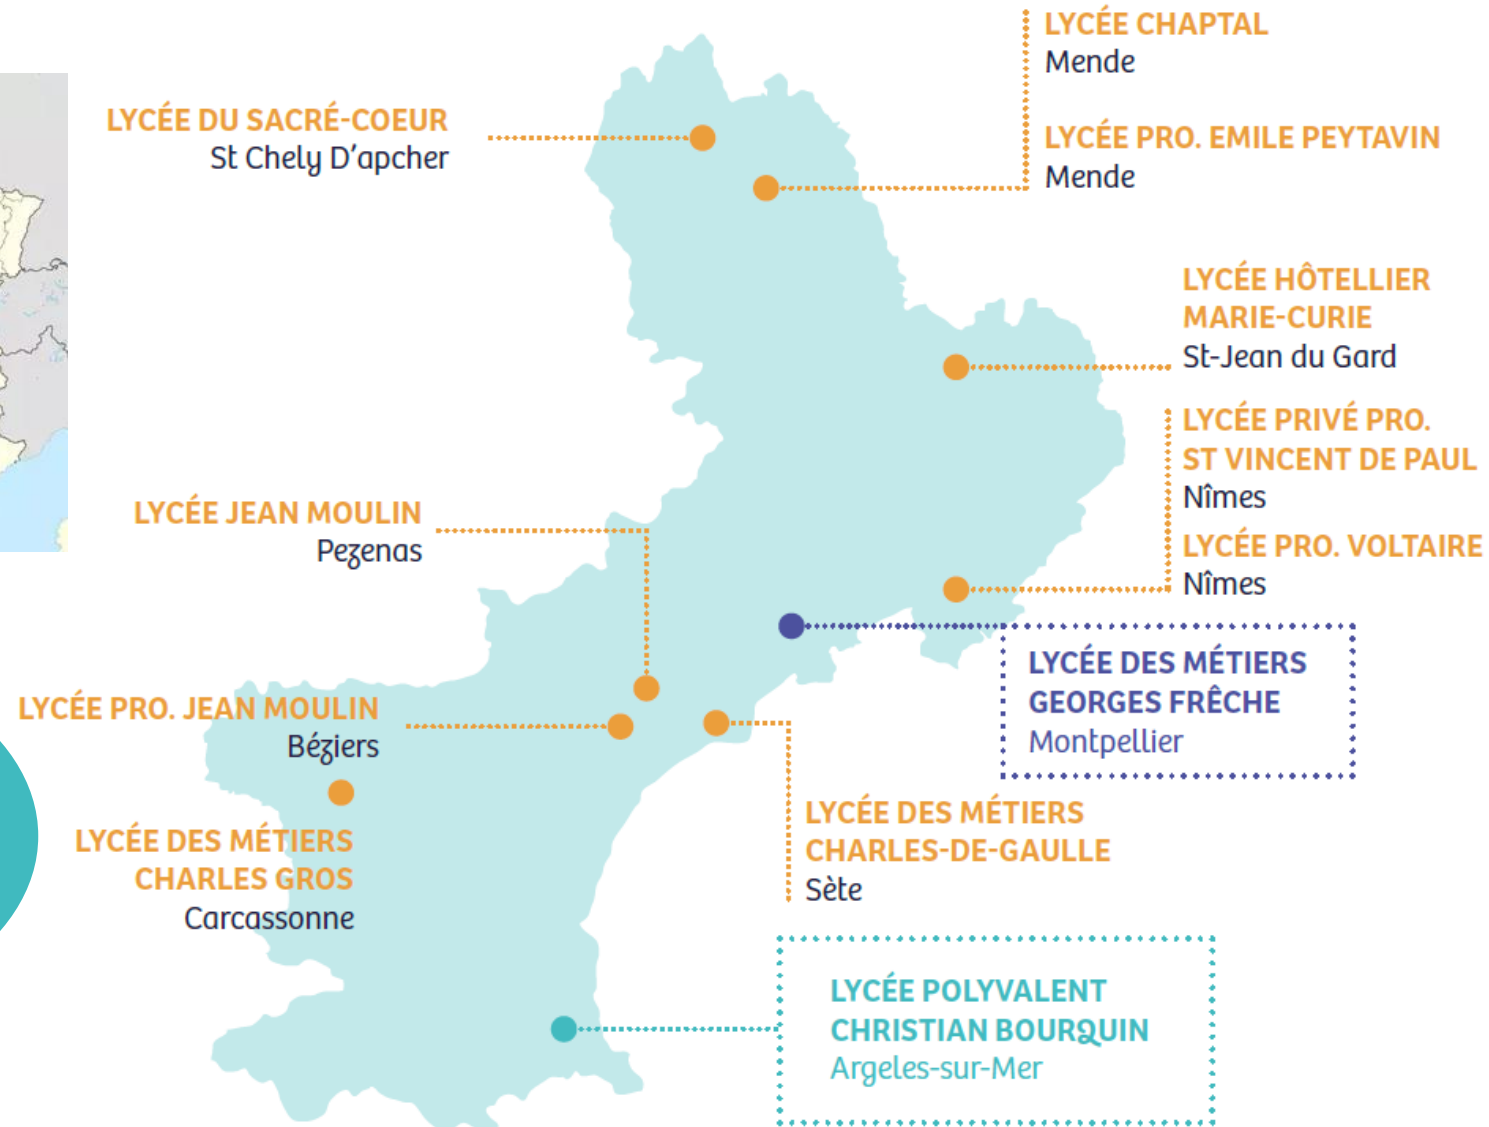 LYCÉE CHAPTAL
Mende
LYCÉE DU SACRÉ-COEUR
St Chely D'apcher
LYCÉE PRO. EMILE PEYTAVIN
Mende
LYCÉE HÔTELLIER
MARIE-CURIE
St-Jean du Gard
LYCÉE PRIVÉ PRO.
ST VINCENT DE PAUL
Nîmes
LYCÉE JEAN MOULIN
Pezenas
LYCÉE PRO. VOLTAIRE
Nîmes
LYCÉE DES MÉTIERS
GEORGES FRÊCHE
Montpellier
LYCÉE PRO. JEAN MOULIN
Béziers
LYCÉE DES MÉTIERS
CHARLES GROS
Carcassonne
LYCÉE DES MÉTIERS
CHARLES-DE-GAULLE
Sète
LYCÉE POLYVALENT
CHRISTIAN BOURQUIN
Argeles-sur-Mer